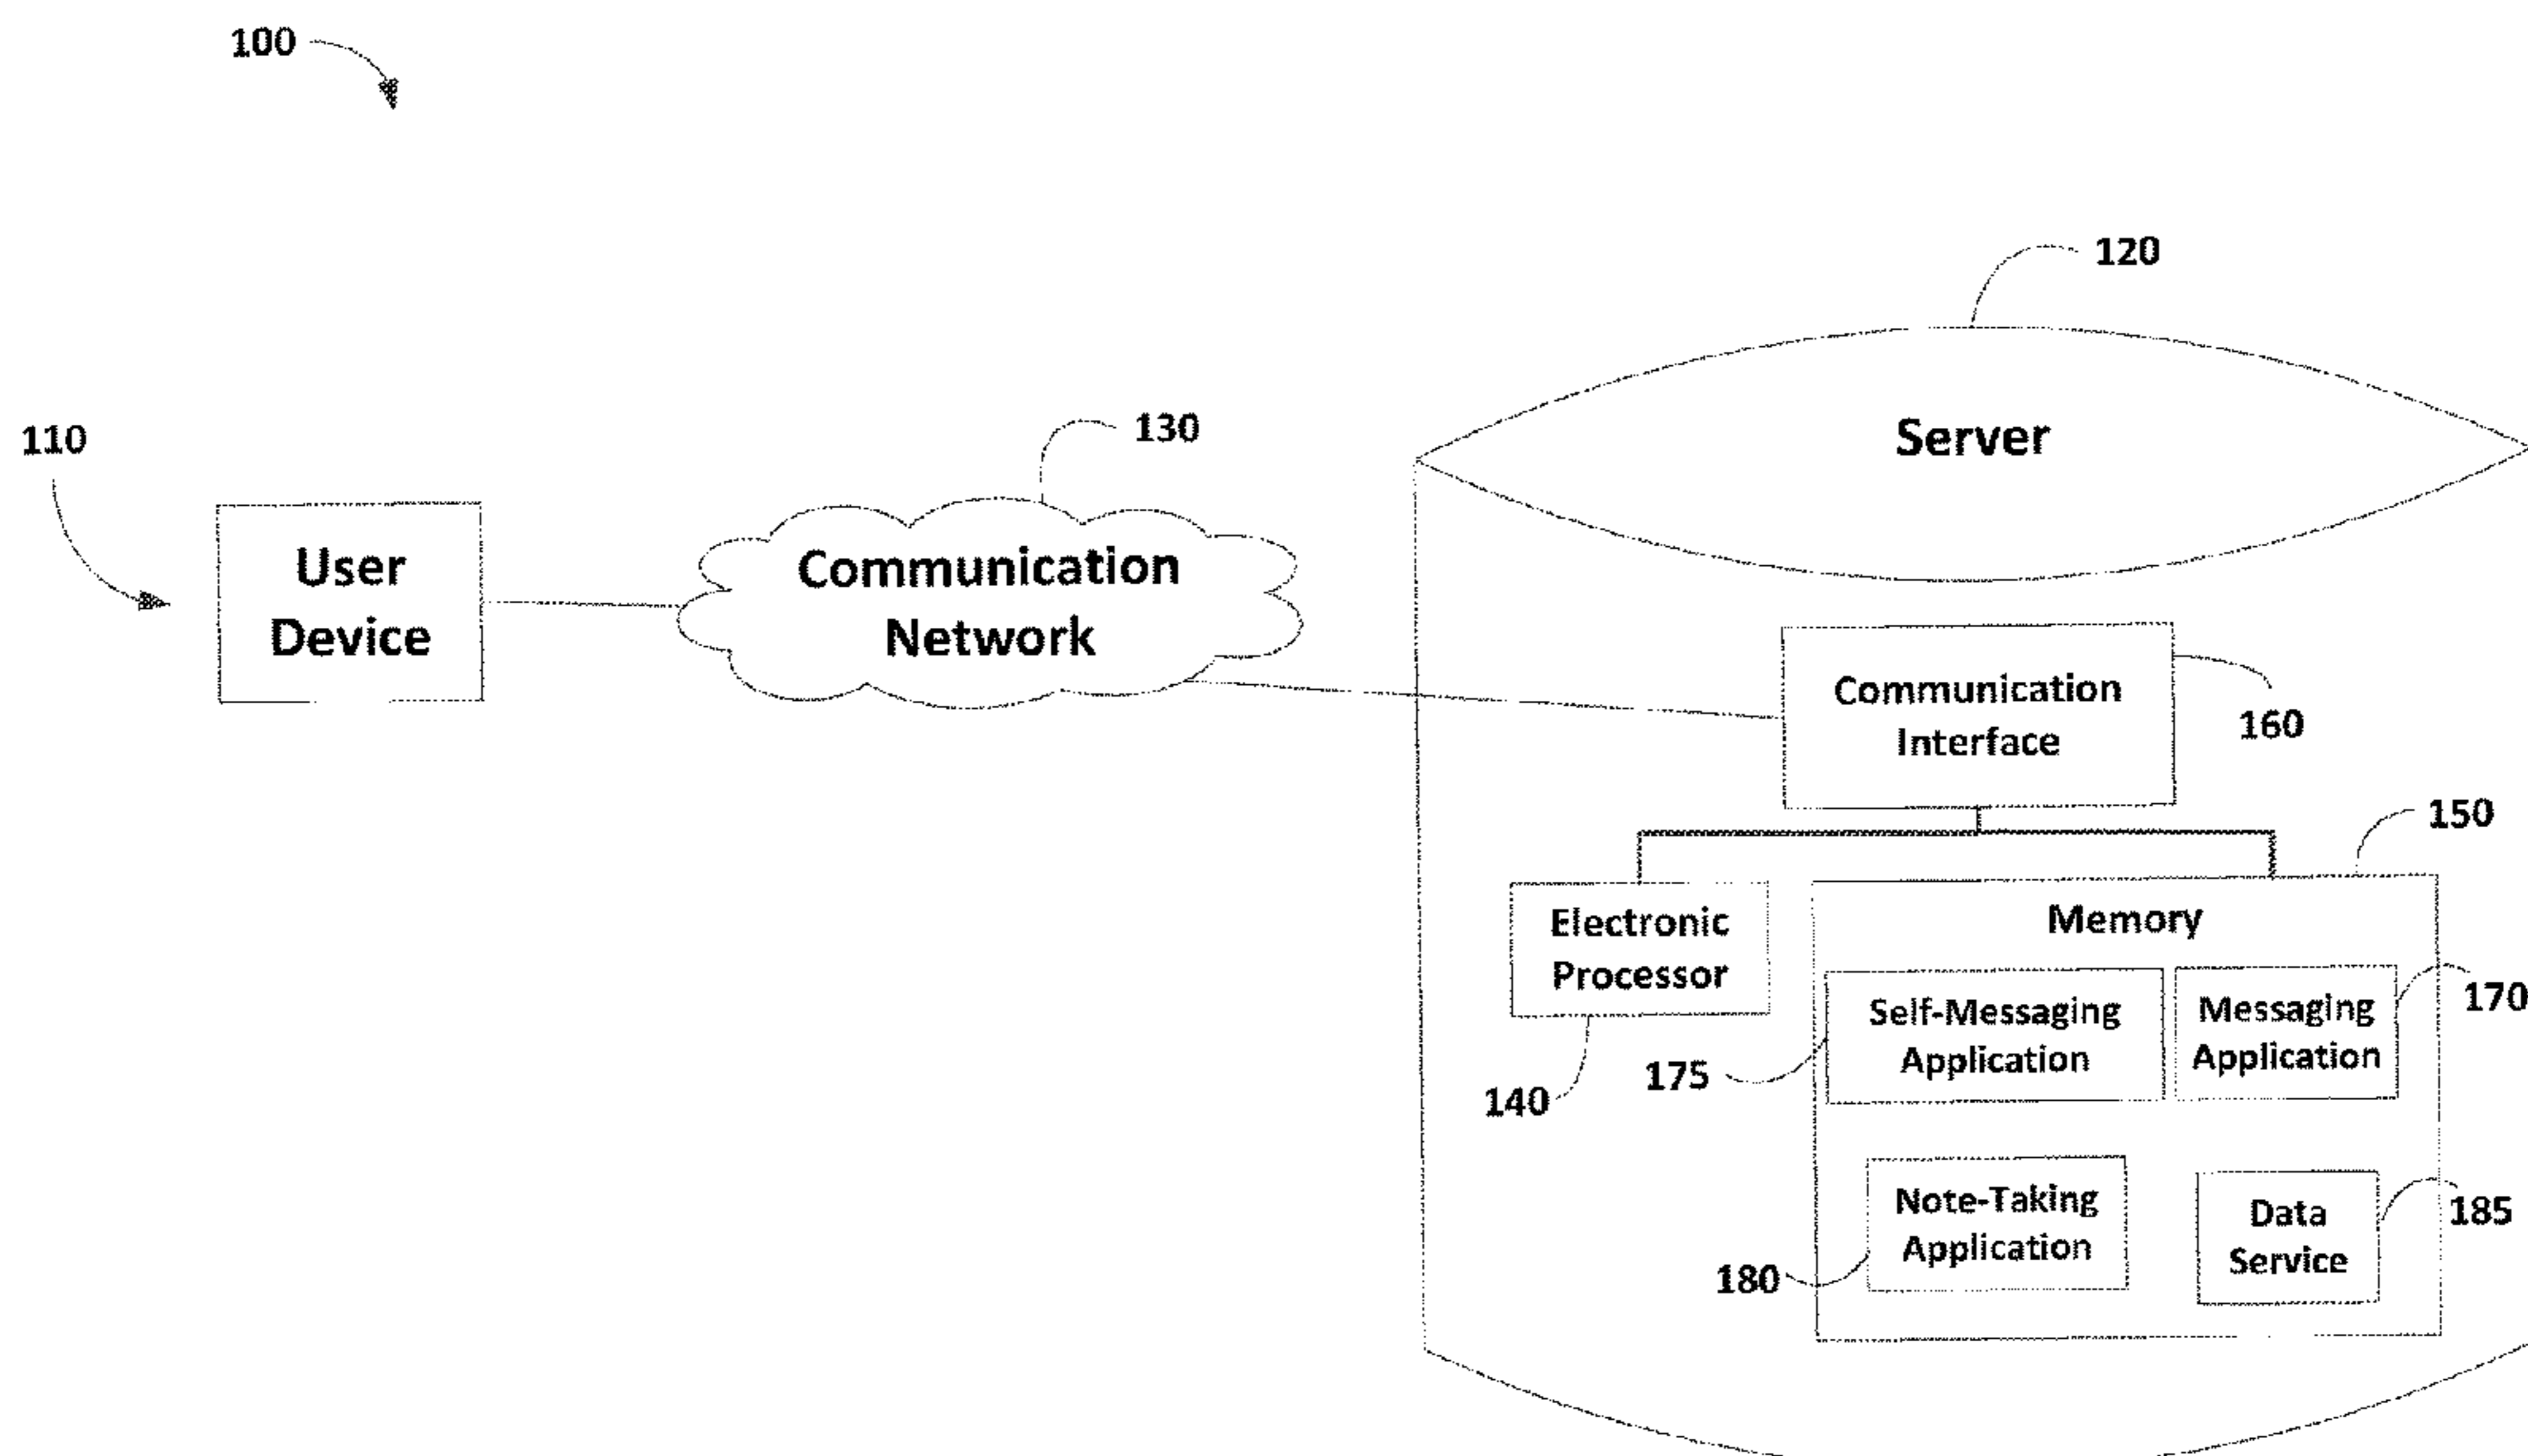 100
120
Server
110
130
User
Device
Communication
Network
Communication
Interface
160
150
Electronic
Processor
140
Memory
Self-Messaging
Application
175
Messaging
Application
170
Note-Taking
Application
180
Data
Service
185